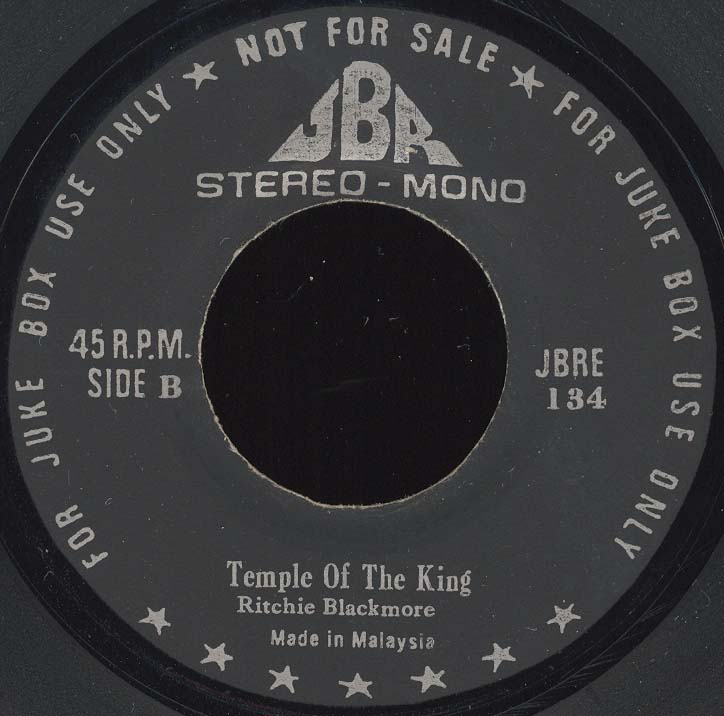 FOR JUKE BOX USE ONLY ★ NOT FOR SALE ★ FOR JUKE BOX USE ONLY
JBR
STEREO - MONO
45 R.P.M.
SIDE B
JBRE
134
Temple Of The King
Ritchie Blackmore
Made in Malaysia